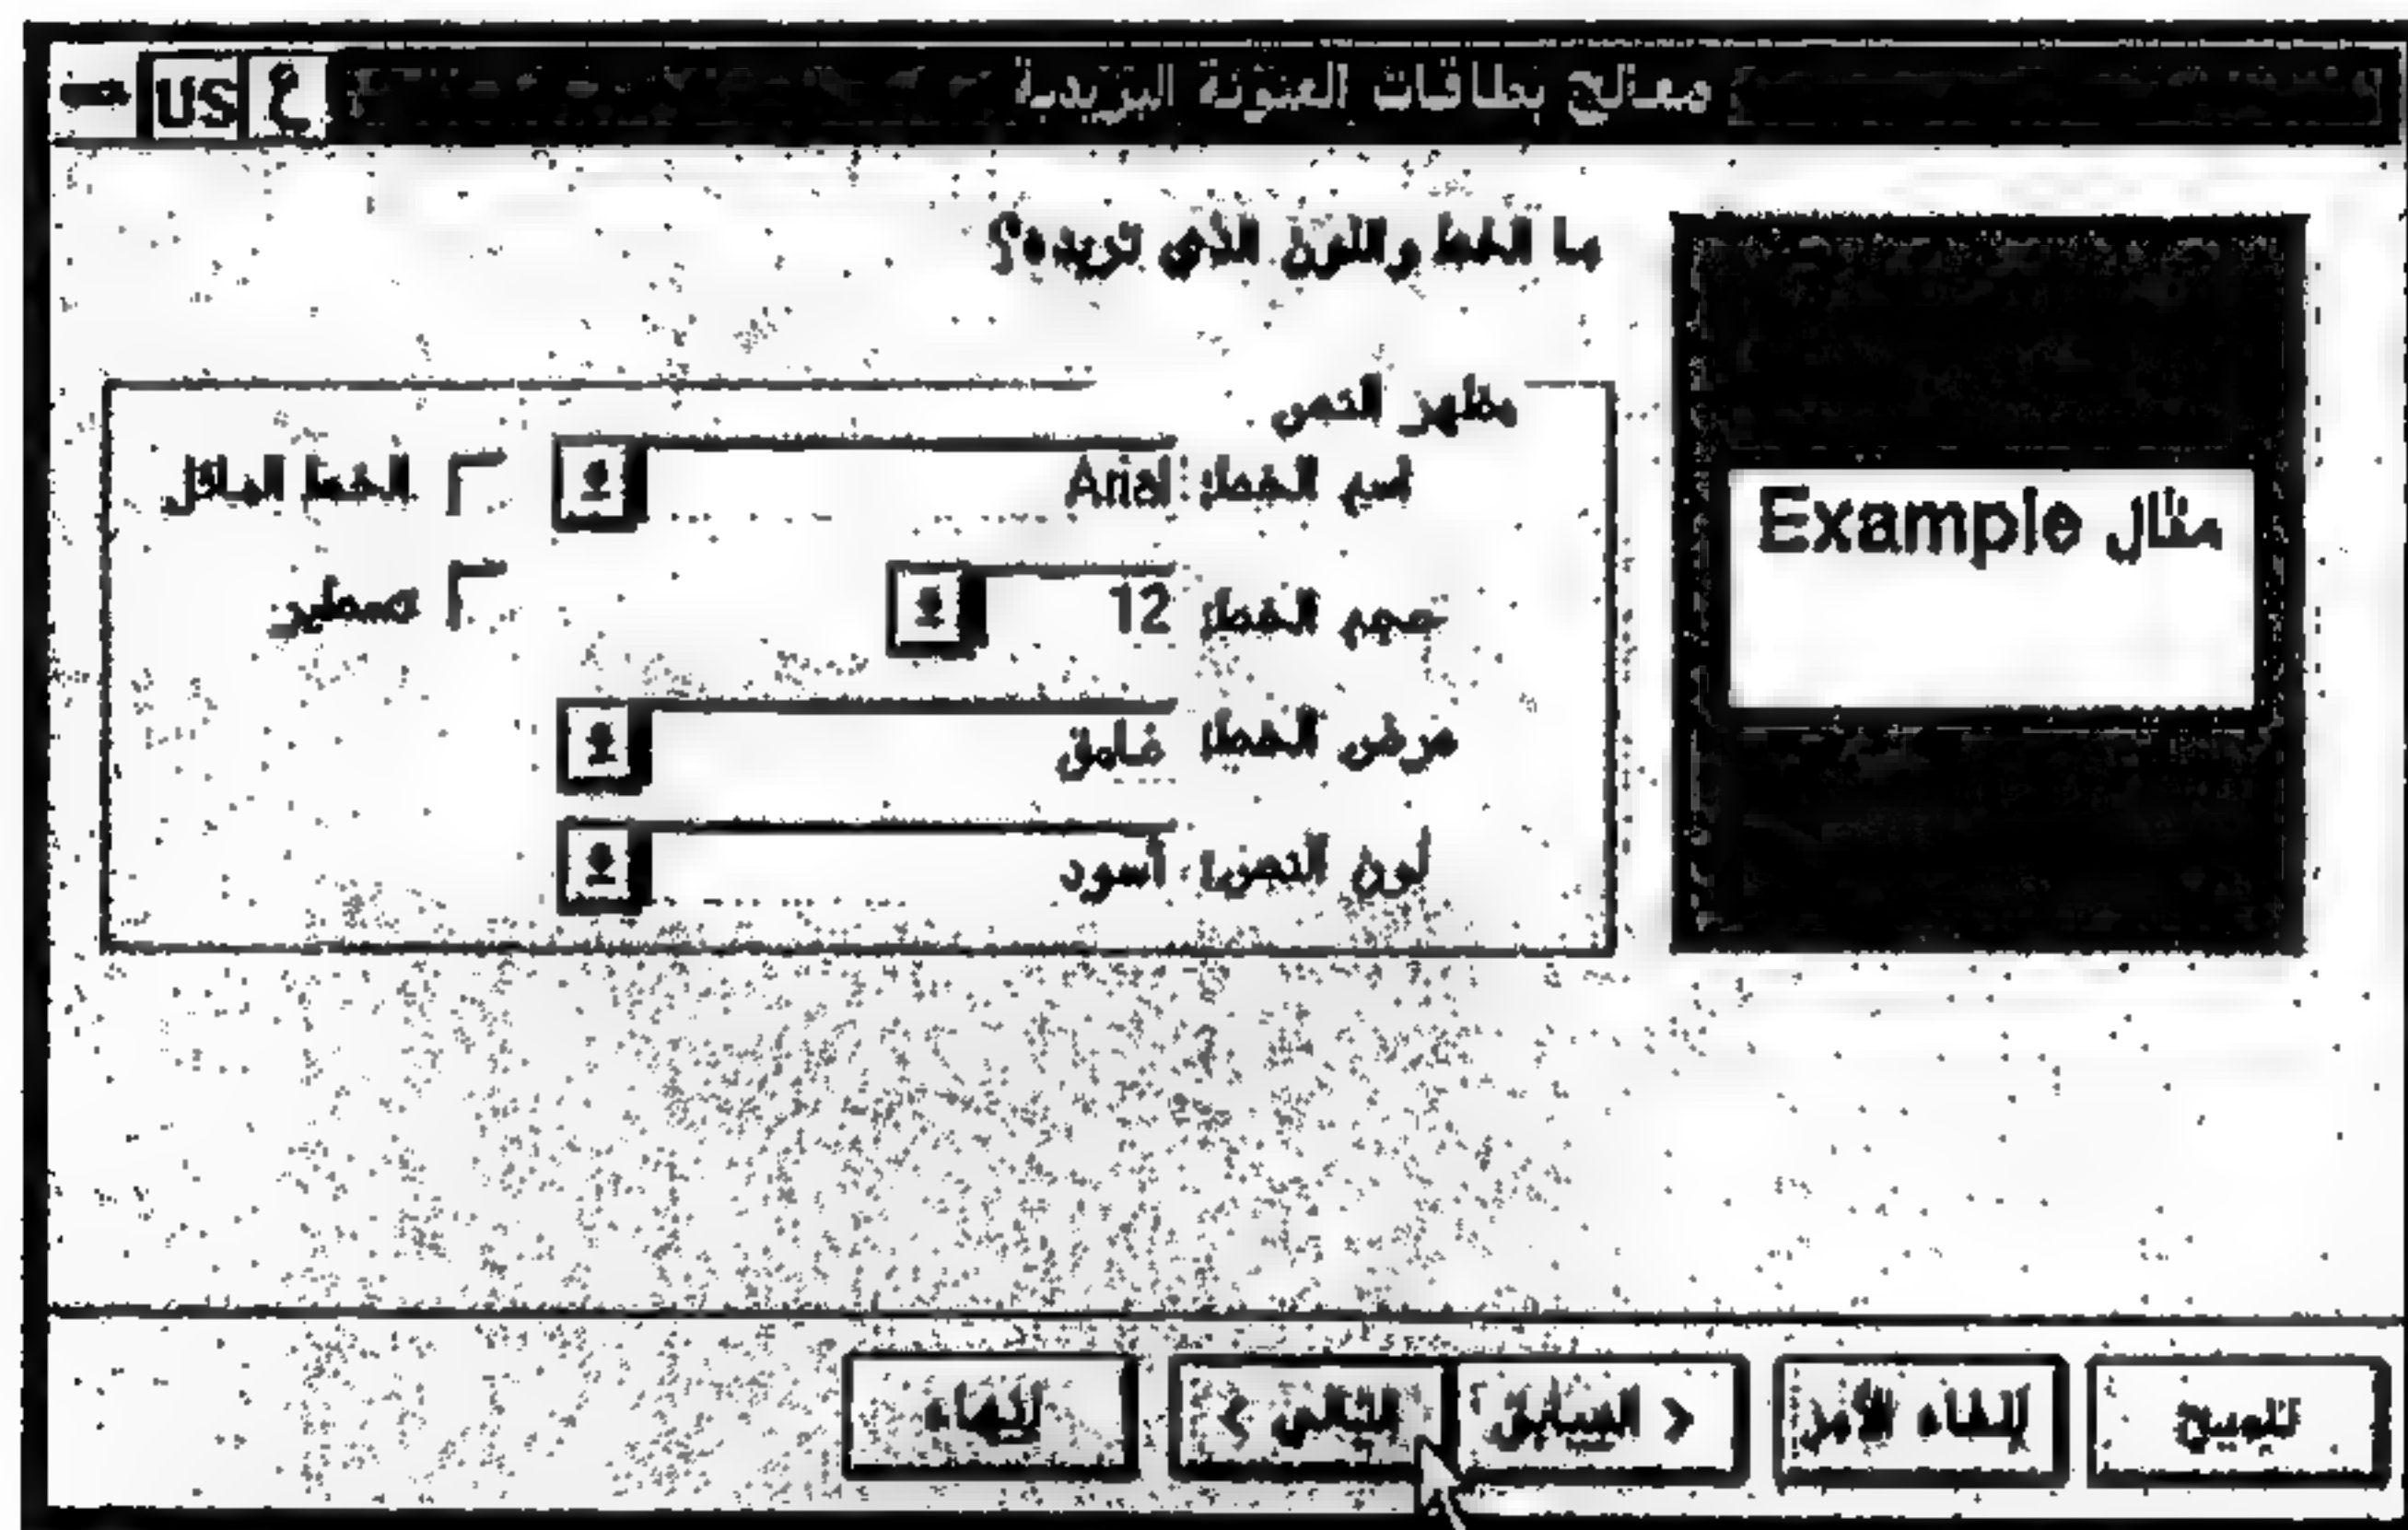 معالج بطاقات العنونة البريدية ع US
ما الخط واللون الذي تريده؟
مثال Example
مظهر النص
اسم الخط: Arial الخط المائل
حجم الخط: 12 تسطير
عرض الخط: غامق
لون النص: أسود
تلميح إلغاء الأمر < السابق التالي > إنهاء